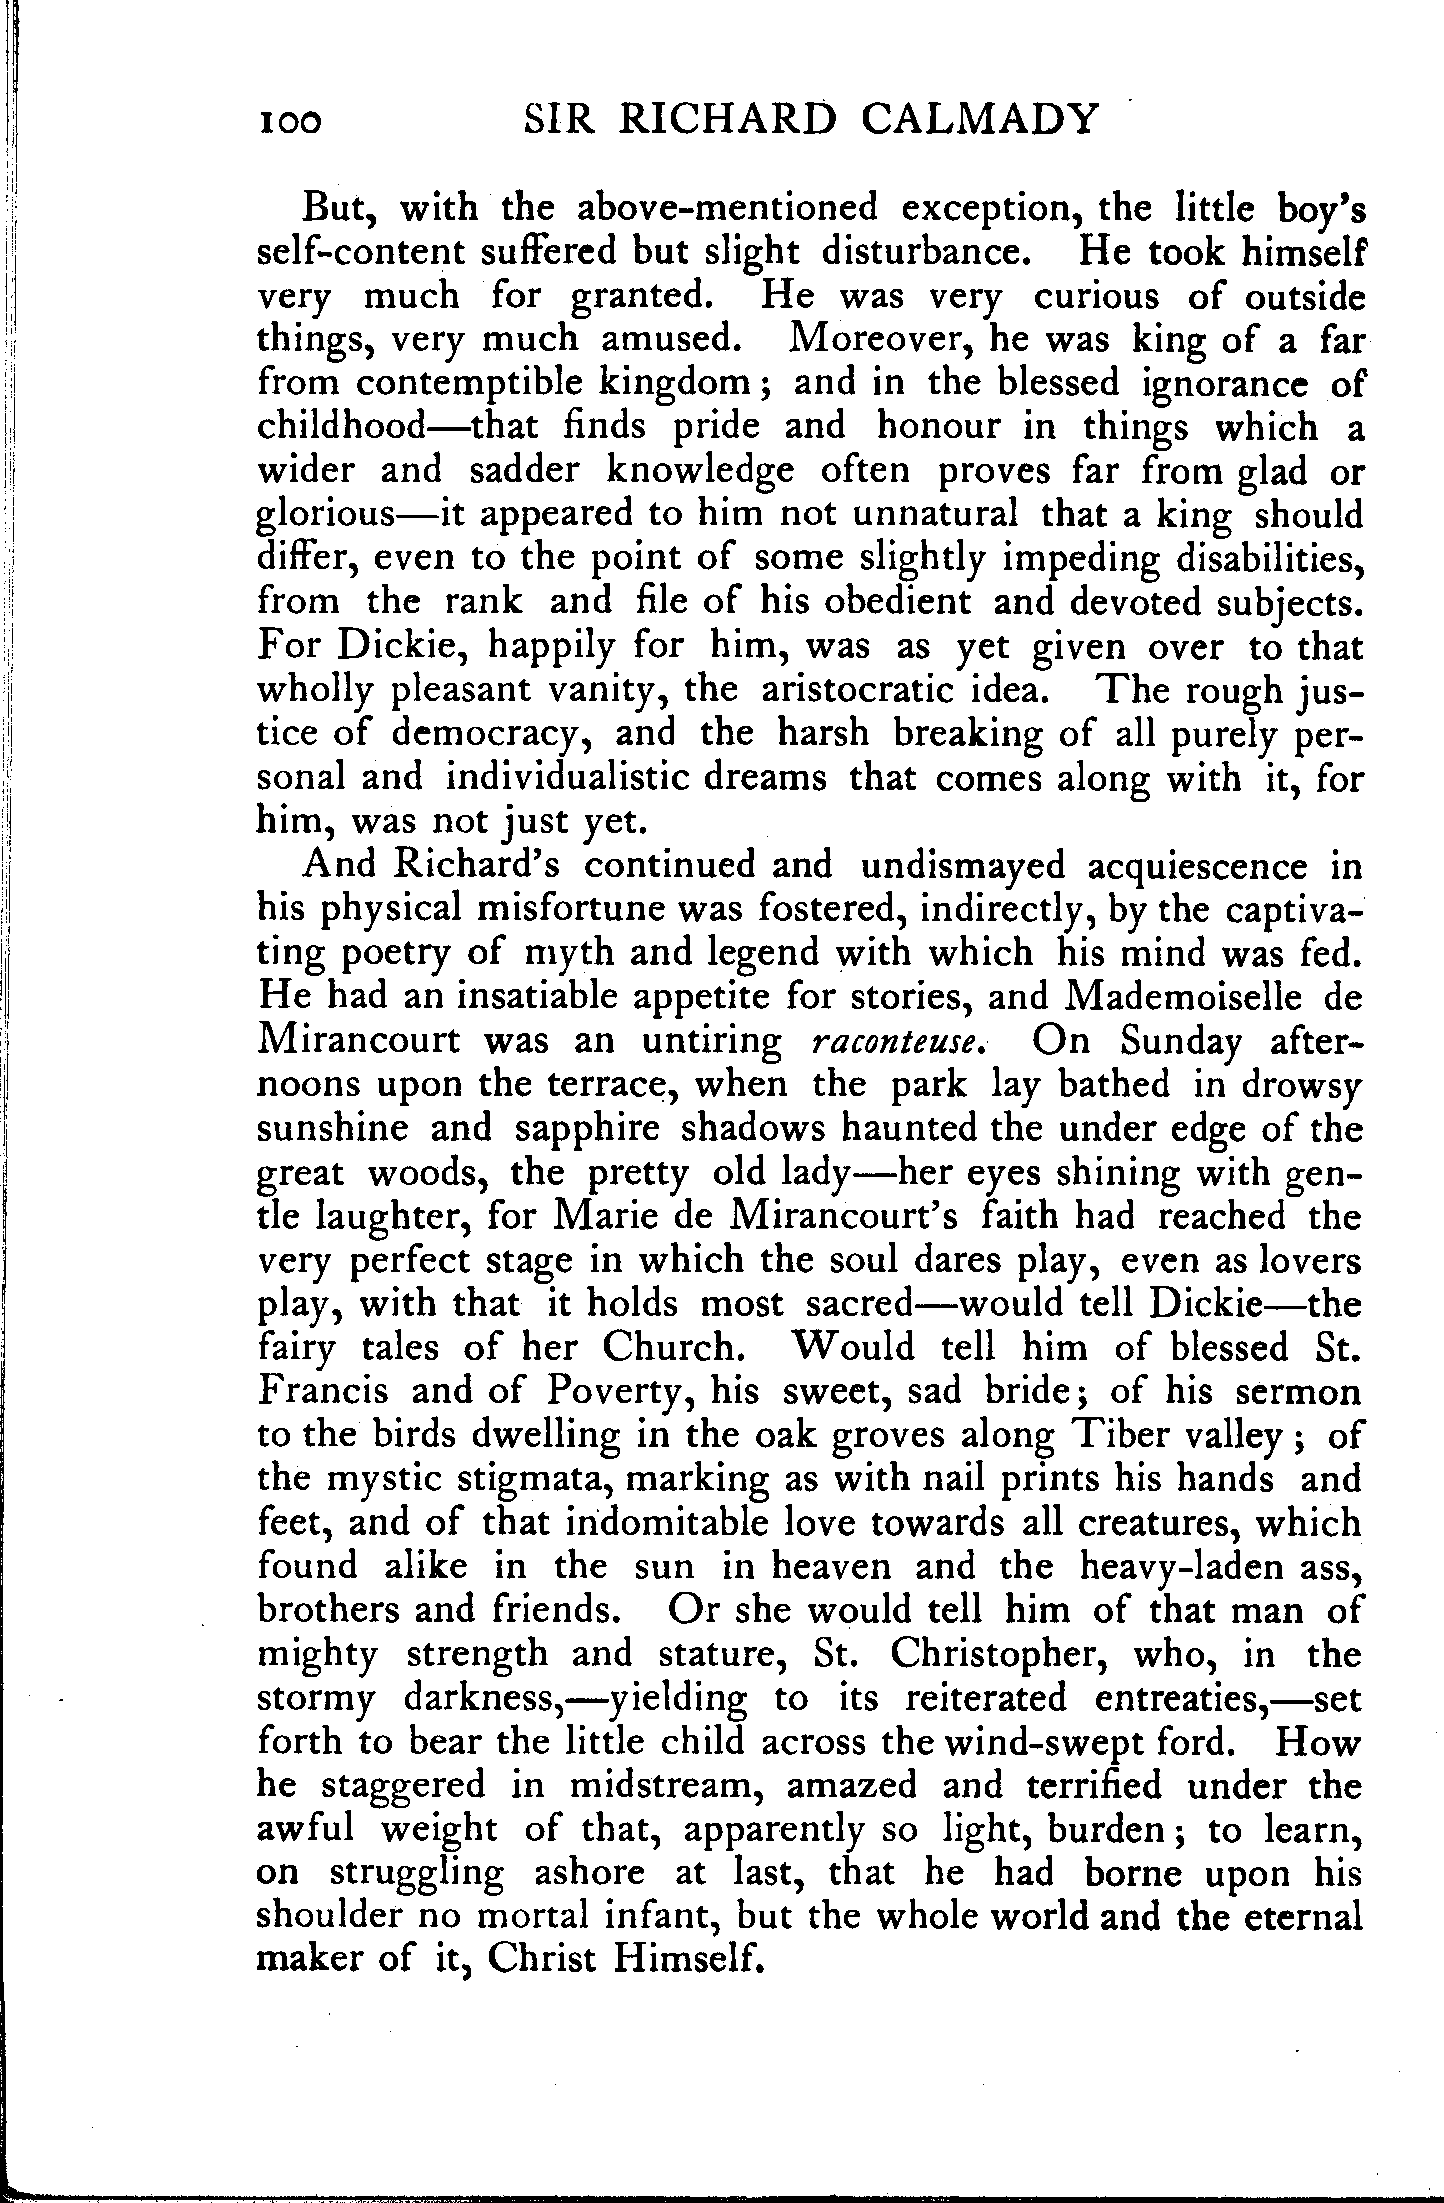 100 SIR RICHARD CALMADY
But, with the above-mentioned exception, the little boy's
self-content suffered but slight disturbance. He took himself
very much for granted. He was very curious of outside
things, very much amused. Moreover, he was king of a far
from contemptible kingdom; and in the blessed ignorance of
childhood—that finds pride and honour in things which a
wider and sadder knowledge often proves far from glad or
glorious—it appeared to him not unnatural that a king should
differ, even to the point of some slightly impeding disabilities,
from the rank and file of his obedient and devoted subjects.
For Dickie, happily for him, was as yet given over to that
wholly pleasant vanity, the aristocratic idea. The rough jus-
tice of democracy, and the harsh breaking of all purely per-
sonal and individualistic dreams that comes along with it, for
him, was not just yet.
And Richard's continued and undismayed acquiescence in
his physical misfortune was fostered, indirectly, by the captiva-
ting poetry of myth and legend with which his mind was fed.
He had an insatiable appetite for stories, and Mademoiselle de
Mirancourt was an untiring raconteuse. On Sunday after-
noons upon the terrace, when the park lay bathed in drowsy
sunshine and sapphire shadows haunted the under edge of the
great woods, the pretty old lady—her eyes shining with gen-
tle laughter, for Marie de Mirancourt's faith had reached the
very perfect stage in which the soul dares play, even as lovers
play, with that it holds most sacred—would tell Dickie—the
fairy tales of her Church. Would tell him of blessed St.
Francis and of Poverty, his sweet, sad bride; of his sermon
to the birds dwelling in the oak groves along Tiber valley; of
the mystic stigmata, marking as with nail prints his hands and
feet, and of that indomitable love towards all creatures, which
found alike in the sun in heaven and the heavy-laden ass,
brothers and friends. Or she would tell him of that man of
mighty strength and stature, St. Christopher, who, in the
stormy darkness,—yielding to its reiterated entreaties,—set
forth to bear the little child across the wind-swept ford. How
he staggered in midstream, amazed and terrified under the
awful weight of that, apparently so light, burden; to learn,
on struggling ashore at last, that he had borne upon his
shoulder no mortal infant, but the whole world and the eternal
maker of it, Christ Himself.